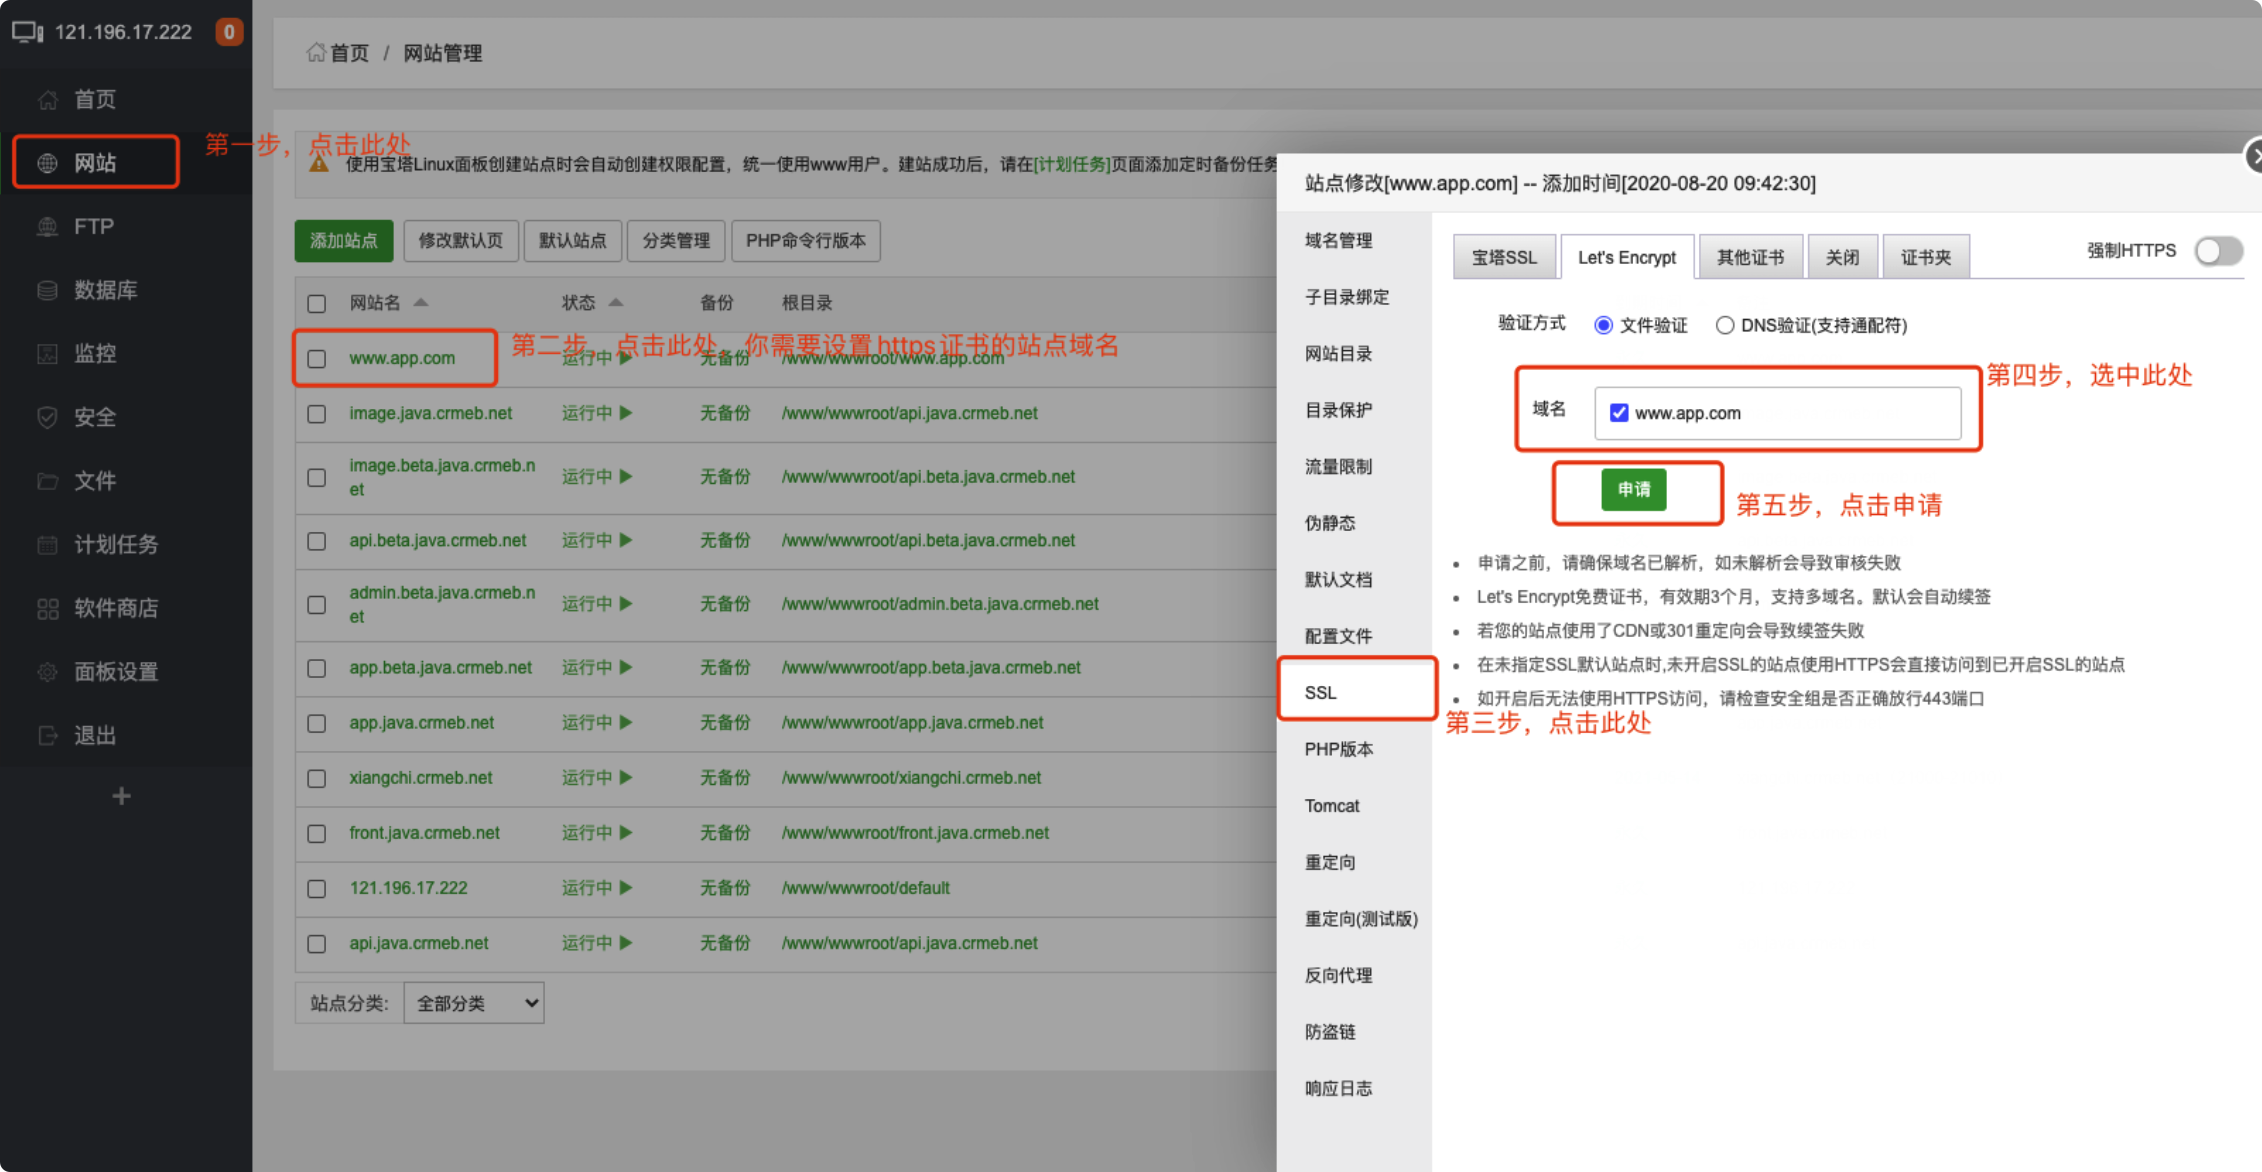 121.196.17.222 0
首页
网站
FTP
数据库
监控
安全
文件
计划任务
软件商店
面板设置
退出
首页 / 网站管理
第一步，点击此处
使用宝塔Linux面板创建站点时会自动创建权限配置，统一使用www用户。建站成功后，请在[计划任务]页面添加定时备份任务
添加站点 修改默认页 默认站点 分类管理 PHP命令行版本
网站名 状态 备份 根目录
第二步，点击此处，你需要设置https证书的站点域名
www.app.com 运行中 无备份 /www/wwwroot/www.app.com
image.java.crmeb.net 运行中 无备份 /www/wwwroot/api.java.crmeb.net
image.beta.java.crmeb.n
et 运行中 无备份 /www/wwwroot/api.beta.java.crmeb.net
api.beta.java.crmeb.net 运行中 无备份 /www/wwwroot/api.beta.java.crmeb.net
admin.beta.java.crmeb.n
et 运行中 无备份 /www/wwwroot/admin.beta.java.crmeb.net
app.beta.java.crmeb.net 运行中 无备份 /www/wwwroot/app.beta.java.crmeb.net
app.java.crmeb.net 运行中 无备份 /www/wwwroot/app.java.crmeb.net
xiangchi.crmeb.net 运行中 无备份 /www/wwwroot/xiangchi.crmeb.net
front.java.crmeb.net 运行中 无备份 /www/wwwroot/front.java.crmeb.net
121.196.17.222 运行中 无备份 /www/wwwroot/default
api.java.crmeb.net 运行中 无备份 /www/wwwroot/api.java.crmeb.net
站点分类: 全部分类
站点修改[www.app.com] -- 添加时间[2020-08-20 09:42:30]
域名管理
子目录绑定
网站目录
目录保护
流量限制
伪静态
默认文档
配置文件
SSL
PHP版本
Tomcat
重定向
重定向(测试版)
反向代理
防盗链
响应日志
宝塔SSL Let's Encrypt 其他证书 关闭 证书夹 强制HTTPS
验证方式 文件验证 DNS验证(支持通配符)
第四步，选中此处
域名 www.app.com
申请
第五步，点击申请
申请之前，请确保域名已解析，如未解析会导致审核失败
Let's Encrypt免费证书，有效期3个月，支持多域名。默认会自动续签
若您的站点使用了CDN或301重定向会导致续签失败
在未指定SSL默认站点时,未开启SSL的站点使用HTTPS会直接访问到已开启SSL的站点
如开启后无法使用HTTPS访问，请检查安全组是否正确放行443端口
第三步，点击此处